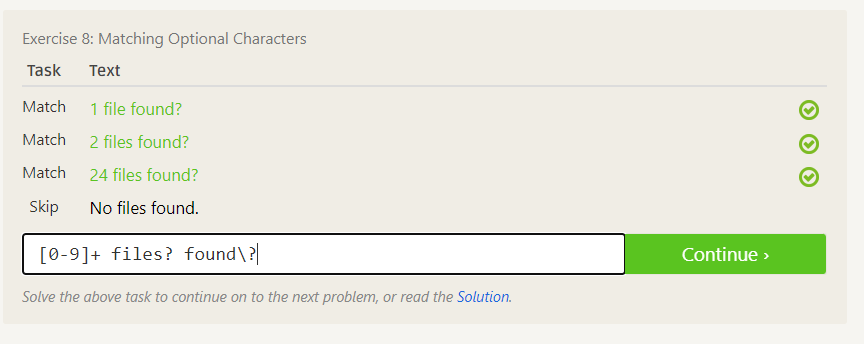 Exercise 8: Matching Optional Characters
Task Text
Match 1 file found?
Match 2 files found?
Match 24 files found?
Skip No files found.
[0-9]+ files? found\?
Continue ›
Solve the above task to continue on to the next problem, or read the Solution.